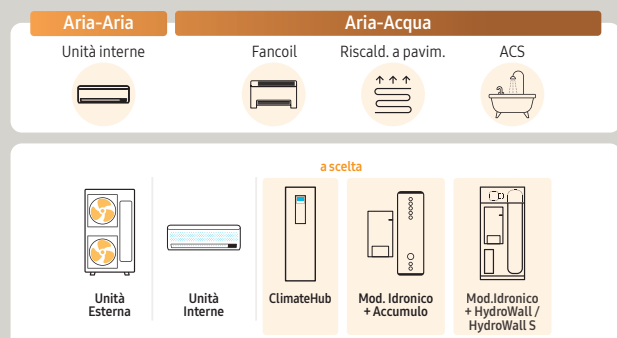 Aria-Aria
Aria-Acqua
Unità interne
Fancoil
Riscald. a pavim.
ACS
a scelta
Unità
Esterna
Unità
Interne
ClimateHub
Mod. Idronico
+ Accumulo
Mod.Idronico
+ HydroWall /
HydroWall S